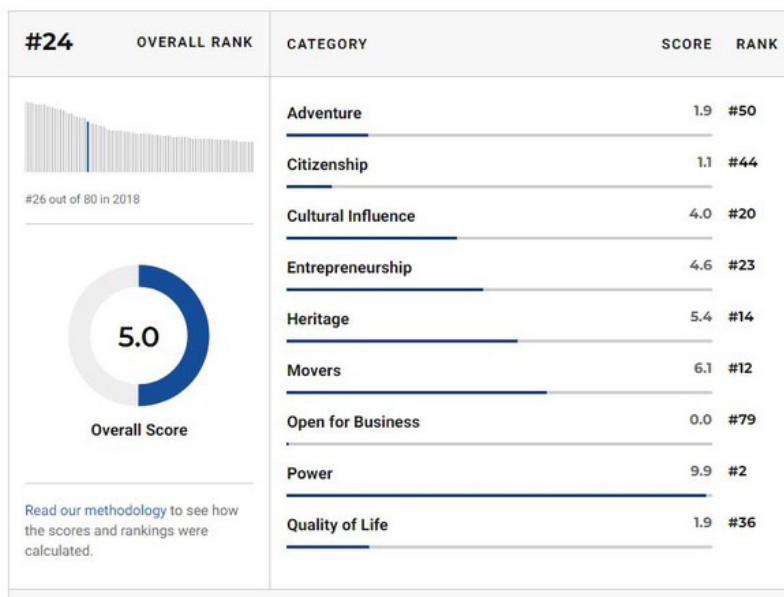 #24 OVERALL RANK
CATEGORY SCORE RANK
#26 out of 80 in 2018
5.0
Overall Score
Read our methodology to see how
the scores and rankings were
calculated.
Adventure 1.9 #50
Citizenship 1.1 #44
Cultural Influence 4.0 #20
Entrepreneurship 4.6 #23
Heritage 5.4 #14
Movers 6.1 #12
Open for Business 0.0 #79
Power 9.9 #2
Quality of Life 1.9 #36